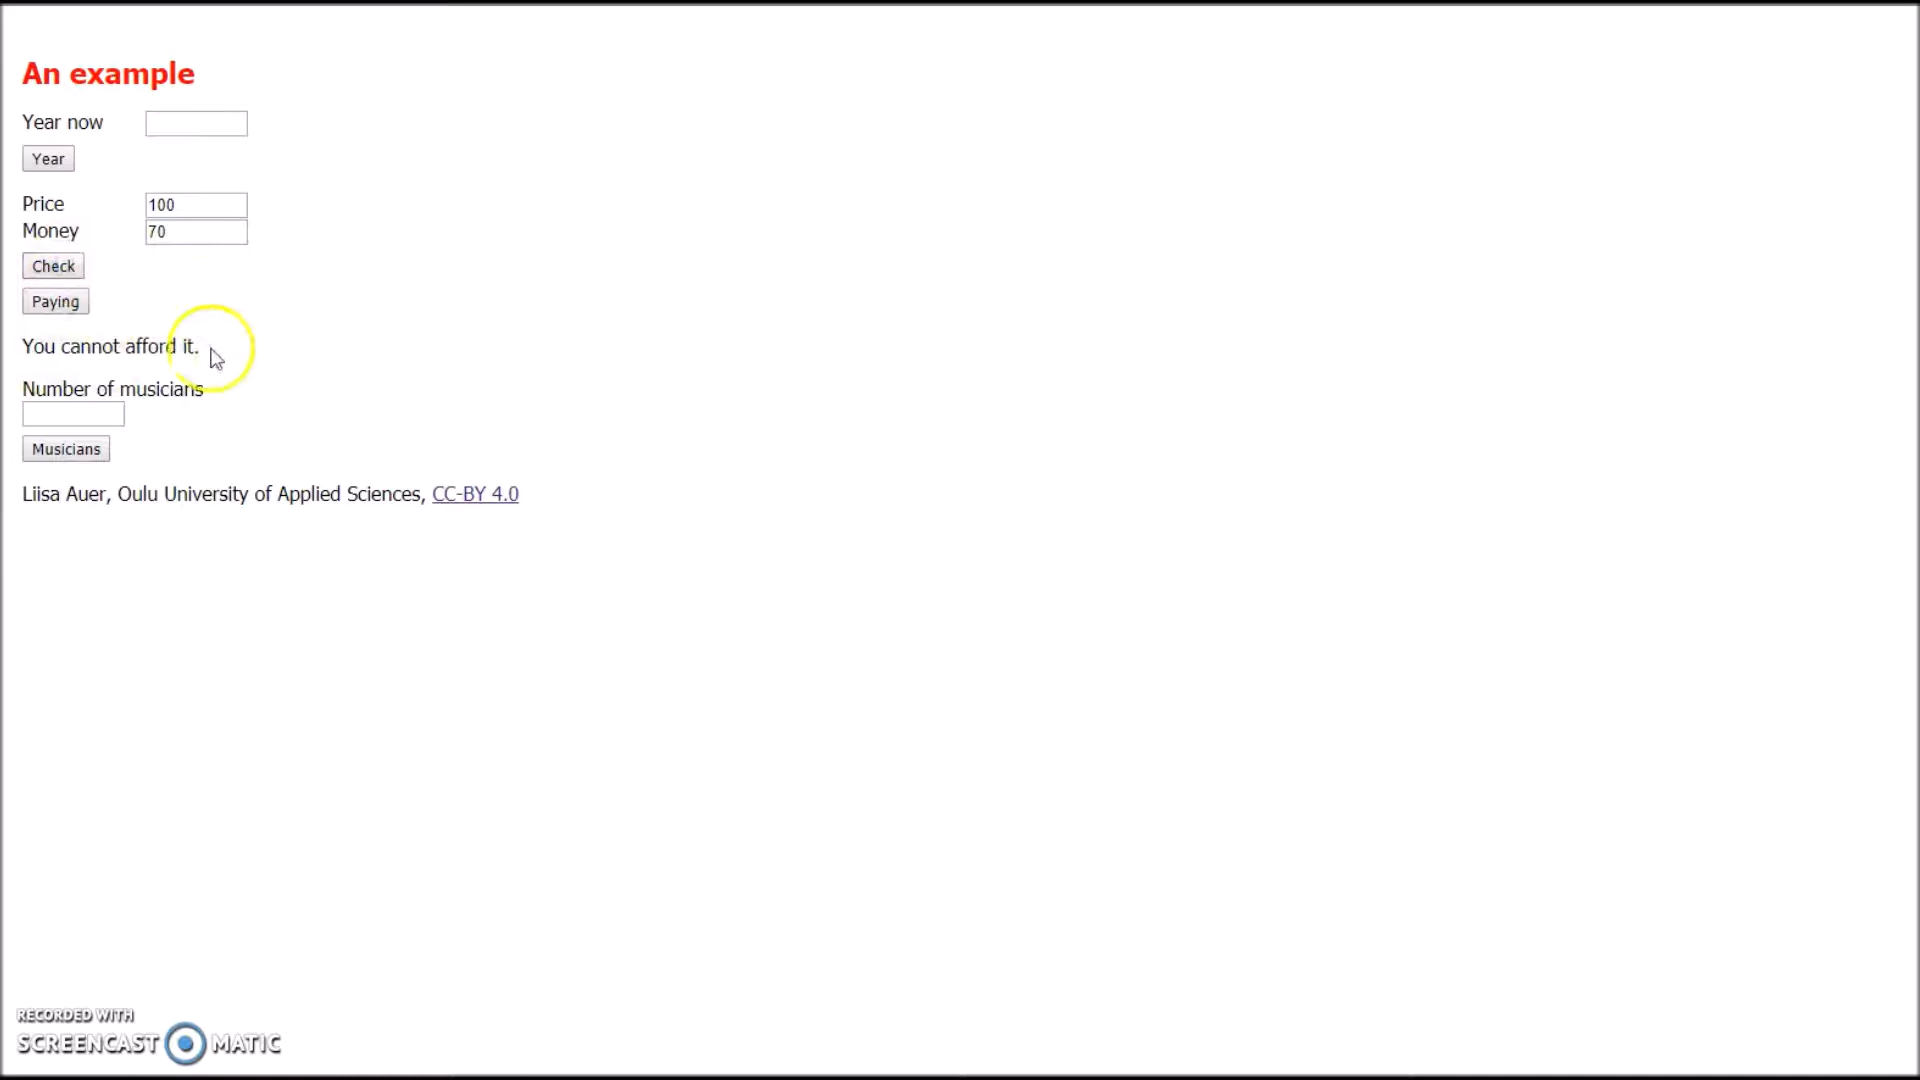 An example
Year now
Year
Price 100
Money 70
Check
Paying
You cannot afford it.
Number of musicians
Musicians
Liisa Auer, Oulu University of Applied Sciences, CC-BY 4.0
RECORDED WITH
SCREENCAST MATIC